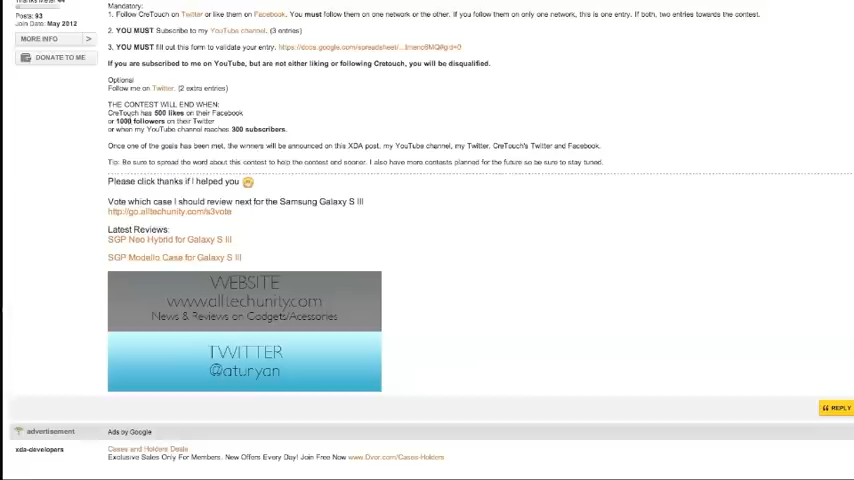 Posts: 93
Join Date: May 2012
MORE INFO >
DONATE TO ME
Mandatory:
1. Follow CreTouch on Twitter or like them on Facebook. You must follow them on one network or the other. If you follow them on only one network, this is one entry. If both, two entries towards the contest.
2. YOU MUST Subscribe to my YouTube channel. (3 entries)
3. YOU MUST fill out this form to validate your entry.
If you are subscribed to me on YouTube, but are not either liking or following Cretouch, you will be disqualified.
Optional
Follow me on Twitter. (2 extra entries)
THE CONTEST WILL END WHEN:
CreTouch has 500 likes on their Facebook
or 1000 followers on their Twitter
or when my YouTube channel reaches 300 subscribers.
Once one of the goals has been met, the winners will be announced on this XDA post, my YouTube channel, my Twitter, CreTouch's Twitter and Facebook.
Tip: Be sure to spread the word about this contest to help the contest end sooner. I also have more contests planned for the future so be sure to stay tuned.
Please click thanks if I helped you
Vote which case I should review next for the Samsung Galaxy S III
http://go.alltechunity.com/s3vote
Latest Reviews:
SGP Neo Hybrid for Galaxy S III
SGP Modello Case for Galaxy S III
WEBSITE
www.alltechunity.com
News & Reviews on Gadgets/Acessories
TWITTER
@aturyan
REPLY
advertisement
Ads by Google
xda-developers
Cases and Holders Deals
Exclusive Sales Only For Members. New Offers Every Day! Join Free Now www.Dvor.com/Cases-Holders